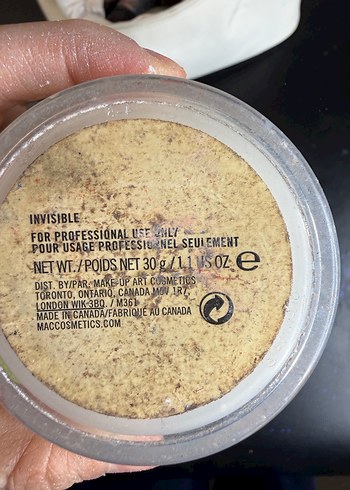 INVISIBLE
FOR PROFESSIONAL USE ONLY
POUR USAGE PROFESSIONNEL SEULEMENT
NET WT. / POIDS NET 30 g / 1.1 US OZ. e
DIST. BY/PAR. MAKE-UP ART COSMETICS
TORONTO, ONTARIO, CANADA M5V 1R7.
LONDON W1K-3BQ. / M361
MADE IN CANADA/FABRIQUÉ AU CANADA
MACCOSMETICS.COM